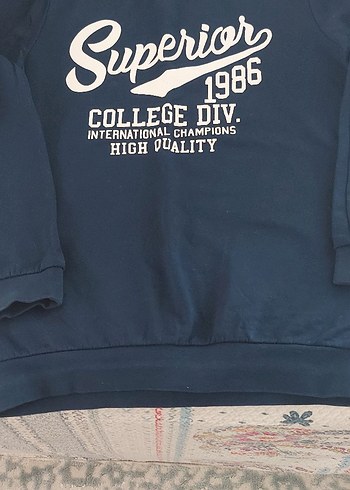 Superior
1986
COLLEGE DIV.
INTERNATIONAL CHAMPIONS
HIGH QUALITY